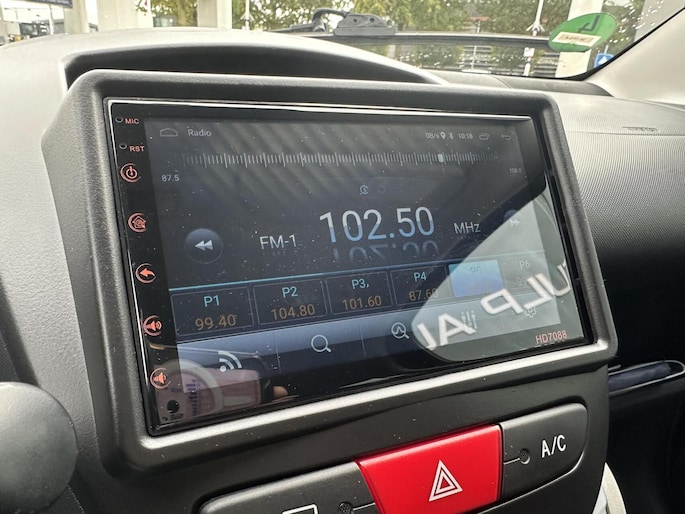 MIC
RST
Radio
10:18
87.5
FM-1
102.50
MHz
P1
99.40
P2
104.80
P3,
101.60
P4
87.60
P6
HD7088
A/C